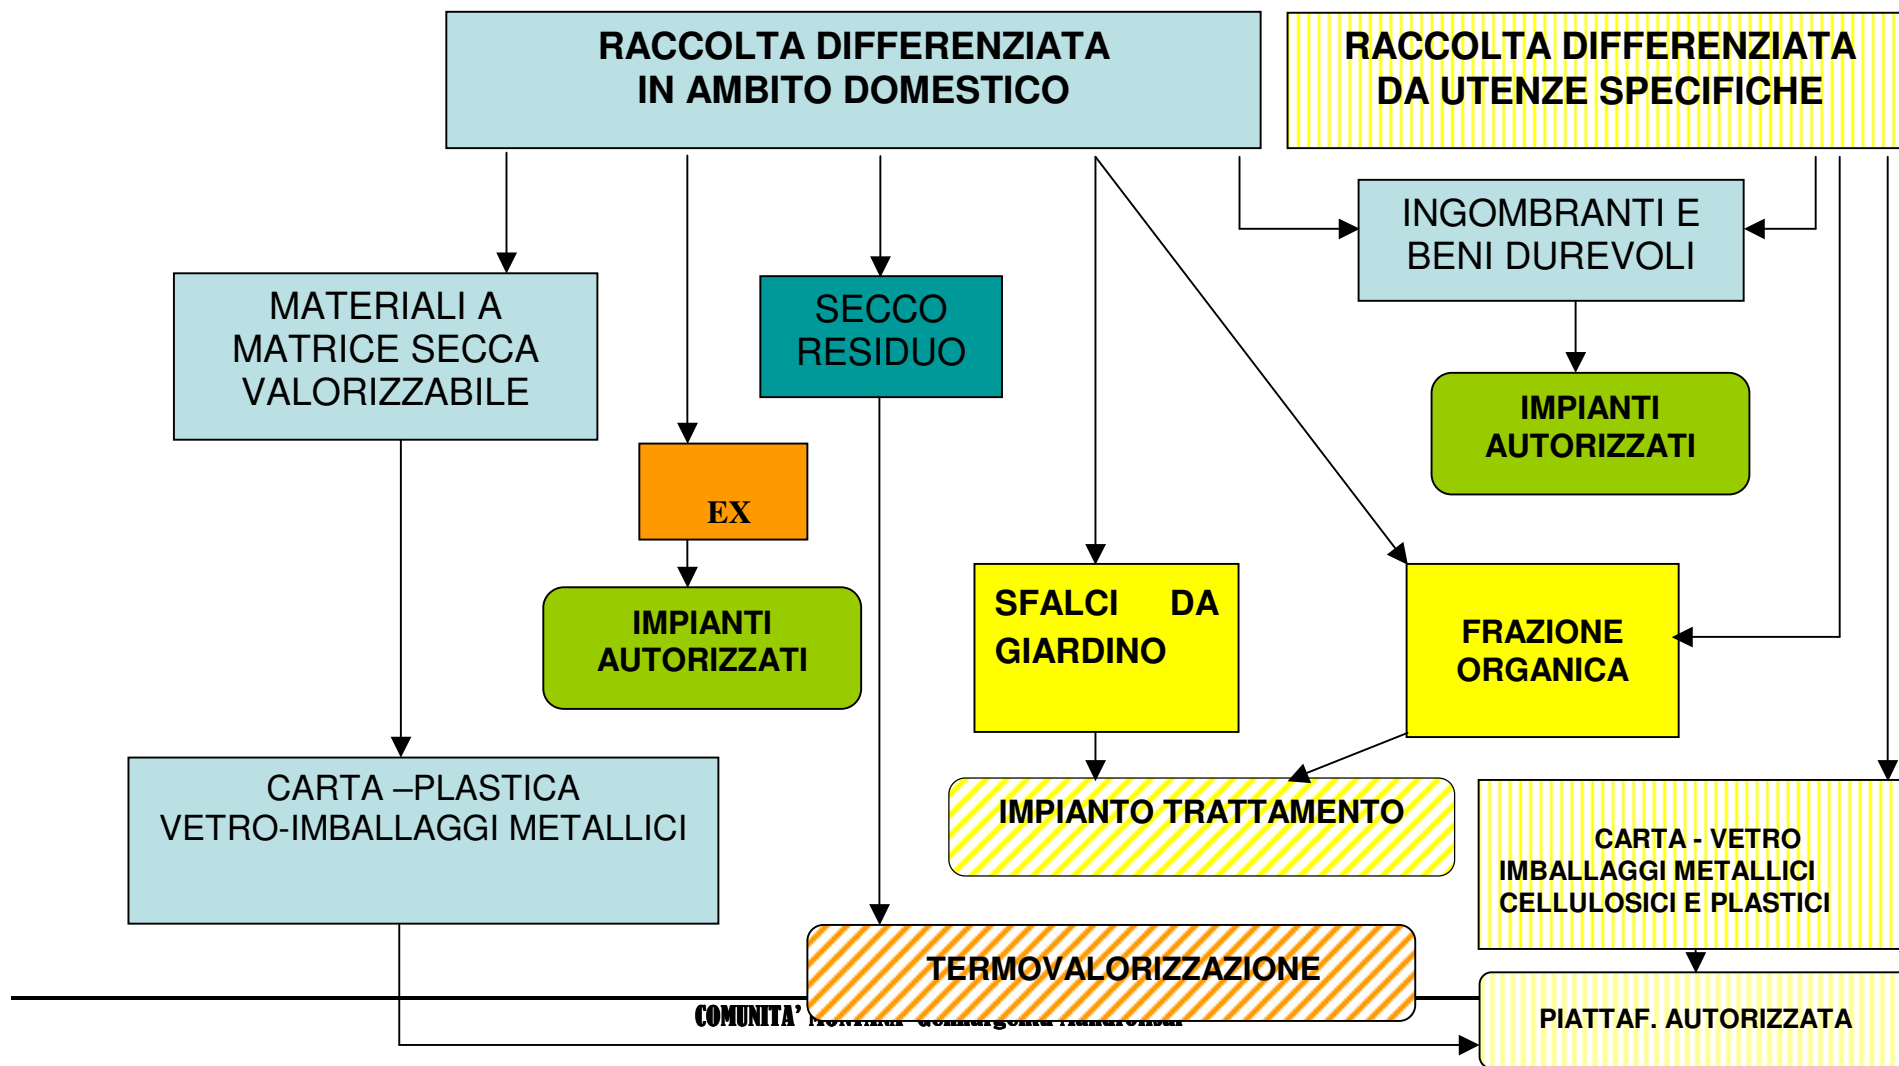 RACCOLTA DIFFERENZIATA
IN AMBITO DOMESTICO
RACCOLTA DIFFERENZIATA
DA UTENZE SPECIFICHE
INGOMBRANTI E
BENI DUREVOLI
MATERIALI A
MATRICE SECCA
VALORIZZABILE
SECCO
RESIDUO
IMPIANTI
AUTORIZZATI
EX
SFALCI DA
GIARDINO
FRAZIONE
ORGANICA
IMPIANTI
AUTORIZZATI
CARTA –PLASTICA
VETRO-IMBALLAGGI METALLICI
IMPIANTO TRATTAMENTO
CARTA - VETRO
IMBALLAGGI METALLICI
CELLULOSICI E PLASTICI
TERMOVALORIZZAZIONE
PIATTAF. AUTORIZZATA
COMUNITA’